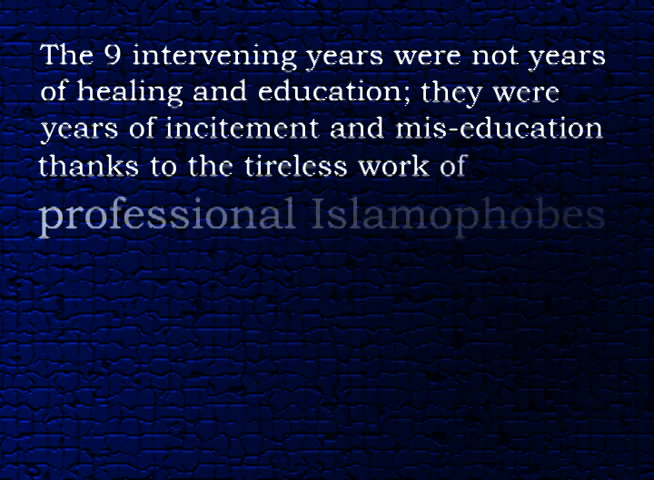 The 9 intervening years were not years
of healing and education; they were
years of incitement and mis-education
thanks to the tireless work of
professional Islamophobes